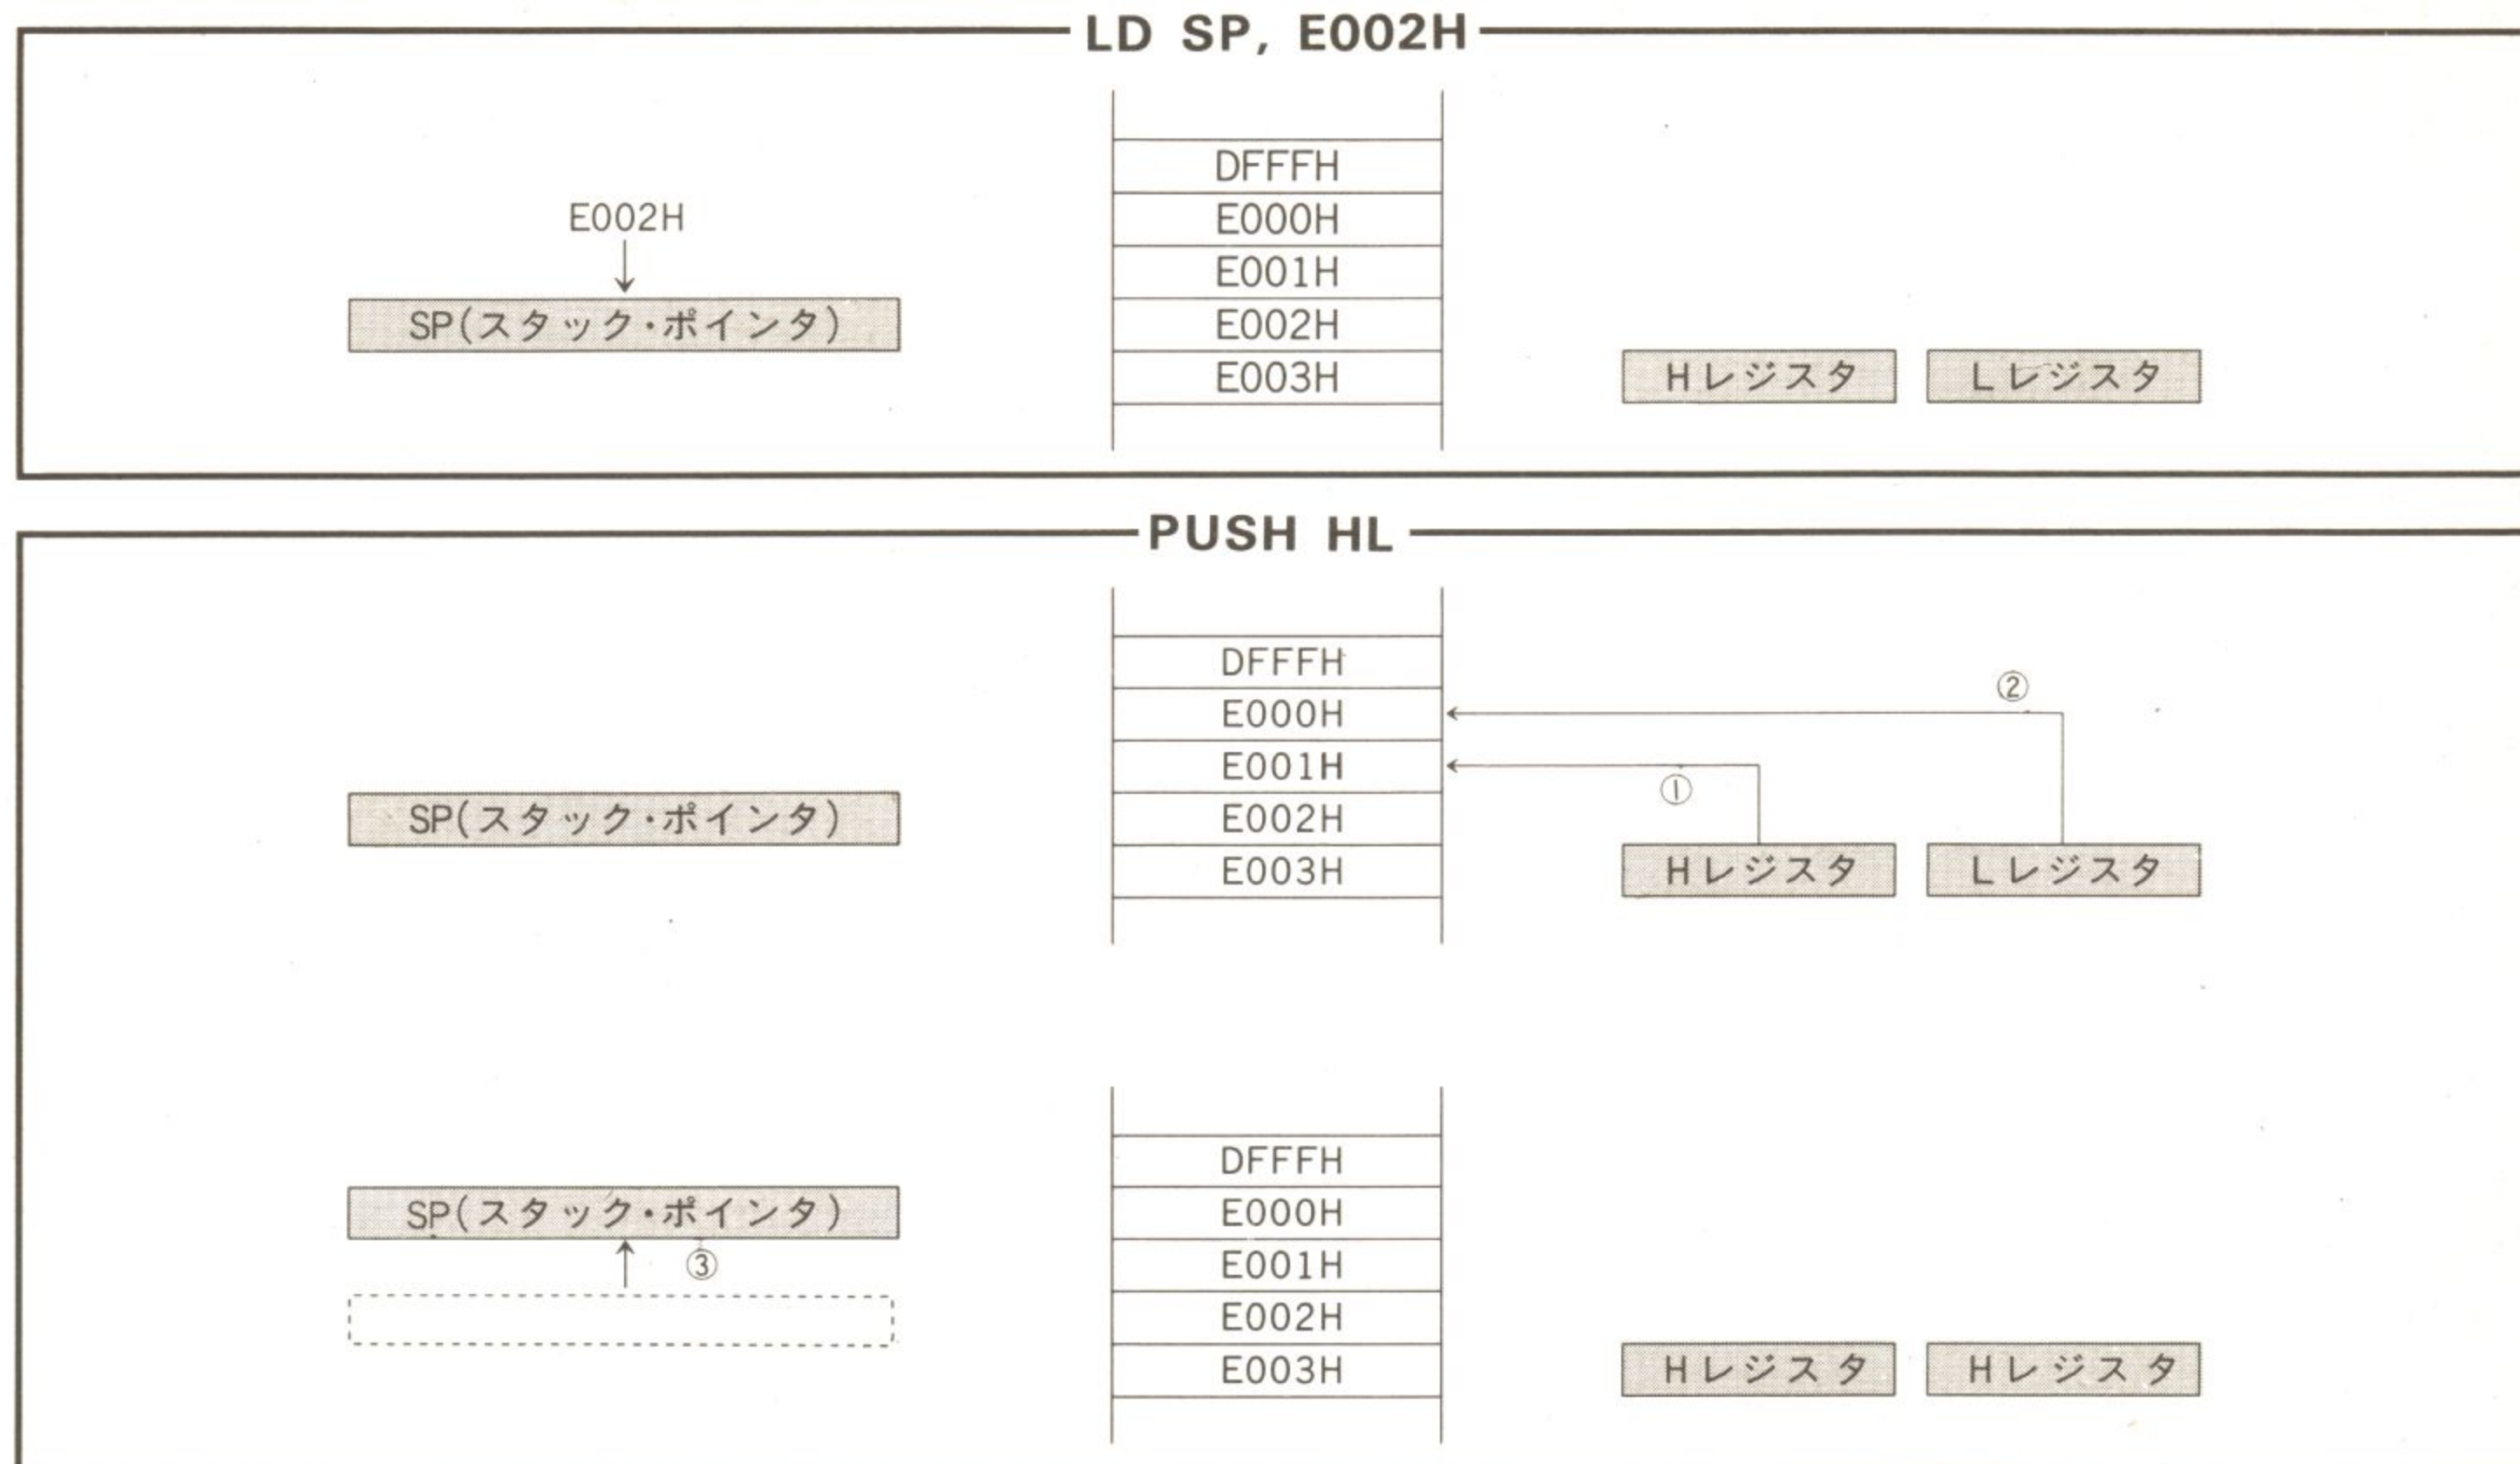 LD SP, E002H
DFFFH
E000H
E002H
E001H
SP(スタック・ポインタ)
E002H
E003H
Hレジスタ
Lレジスタ
PUSH HL
DFFFH
②
E000H
E001H
①
SP(スタック・ポインタ)
E002H
E003H
Hレジスタ
Lレジスタ
DFFFH
SP(スタック・ポインタ)
E000H
③
E001H
E002H
E003H
Hレジスタ
Hレジスタ